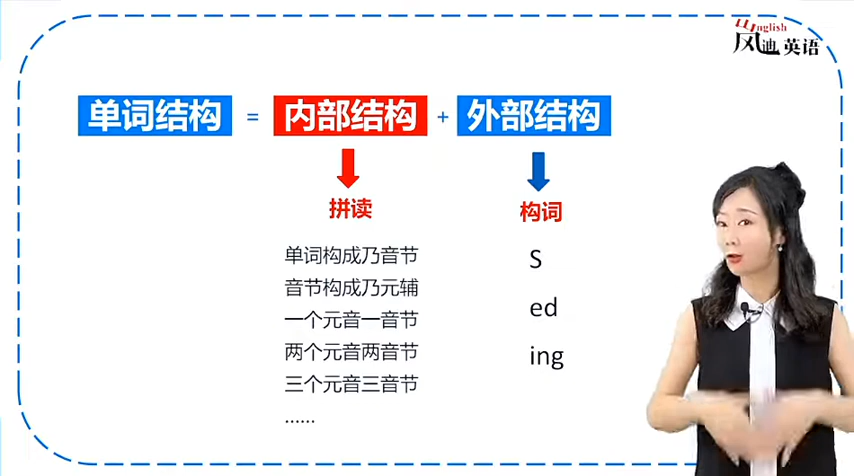 English
风迪英语
单词结构 = 内部结构 + 外部结构
拼读
构词
单词构成乃音节
音节构成乃元辅
一个元音一音节
两个元音两音节
三个元音三音节
......
S
ed
ing